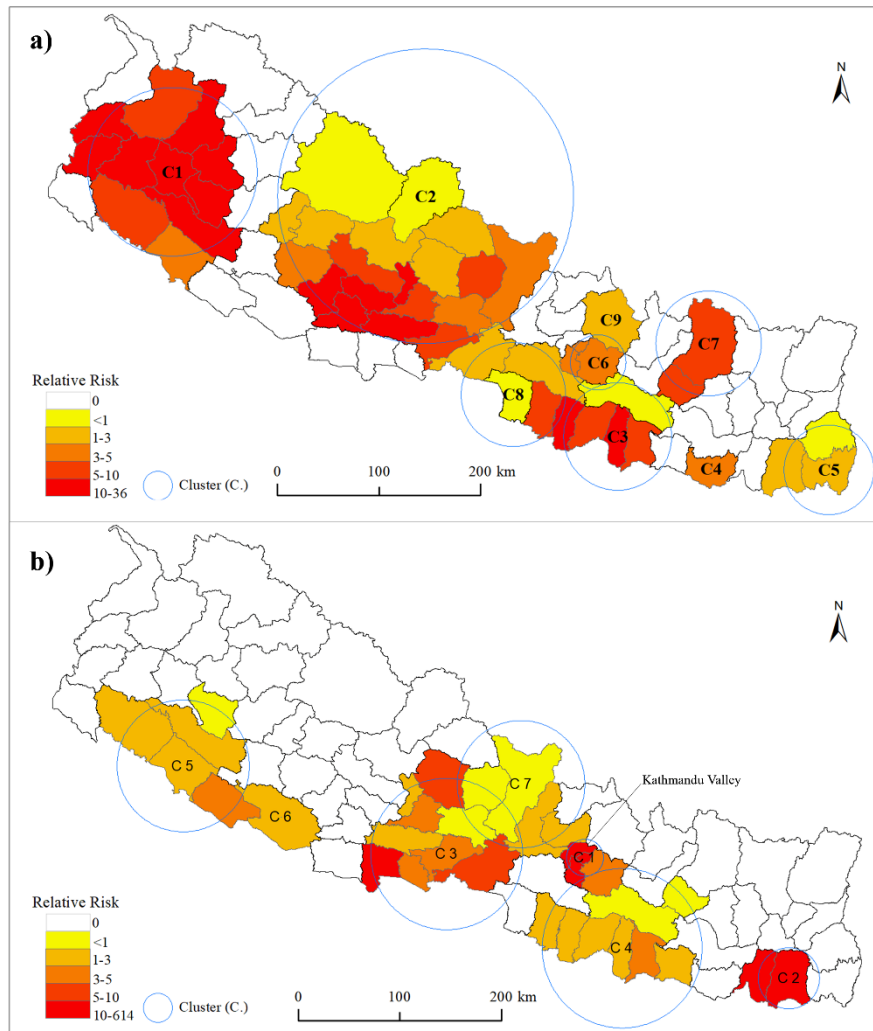 a)
N
C1
C2
C9
C7
C6
C8
C3
C4
C5
Relative Risk
0
<1
1-3
3-5
5-10
10-36
Cluster (C.)
0 100 200 km
b)
N
Kathmandu Valley
C 5
C 7
C 6
C 3
C 1
C 4
C 2
Relative Risk
0
<1
1-3
3-5
5-10
10-614
Cluster (C.)
0 100 200 km